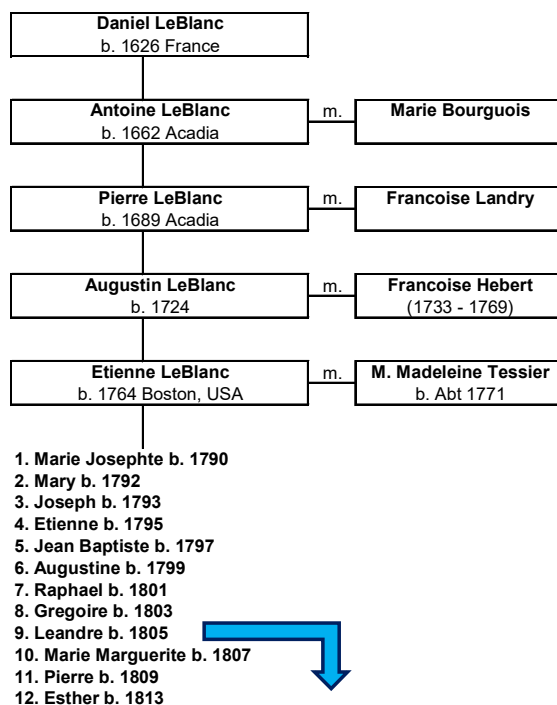 Daniel LeBlanc
b. 1626 France
Antoine LeBlanc
b. 1662 Acadia
m.
Marie Bourguois
Pierre LeBlanc
b. 1689 Acadia
m.
Francoise Landry
Augustin LeBlanc
b. 1724
m.
Francoise Hebert
(1733 - 1769)
Etienne LeBlanc
b. 1764 Boston, USA
m.
M. Madeleine Tessier
b. Abt 1771
1. Marie Josephte b. 1790
2. Mary b. 1792
3. Joseph b. 1793
4. Etienne b. 1795
5. Jean Baptiste b. 1797
6. Augustine b. 1799
7. Raphael b. 1801
8. Gregoire b. 1803
9. Leandre b. 1805
10. Marie Marguerite b. 1807
11. Pierre b. 1809
12. Esther b. 1813